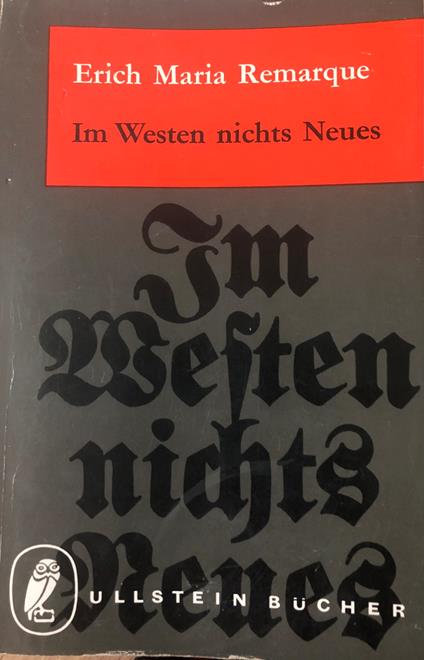 Erich Maria Remarque
Im Westen nichts Neues
Im
Weſten
nichts
Neues
ULLSTEIN BÜCHER